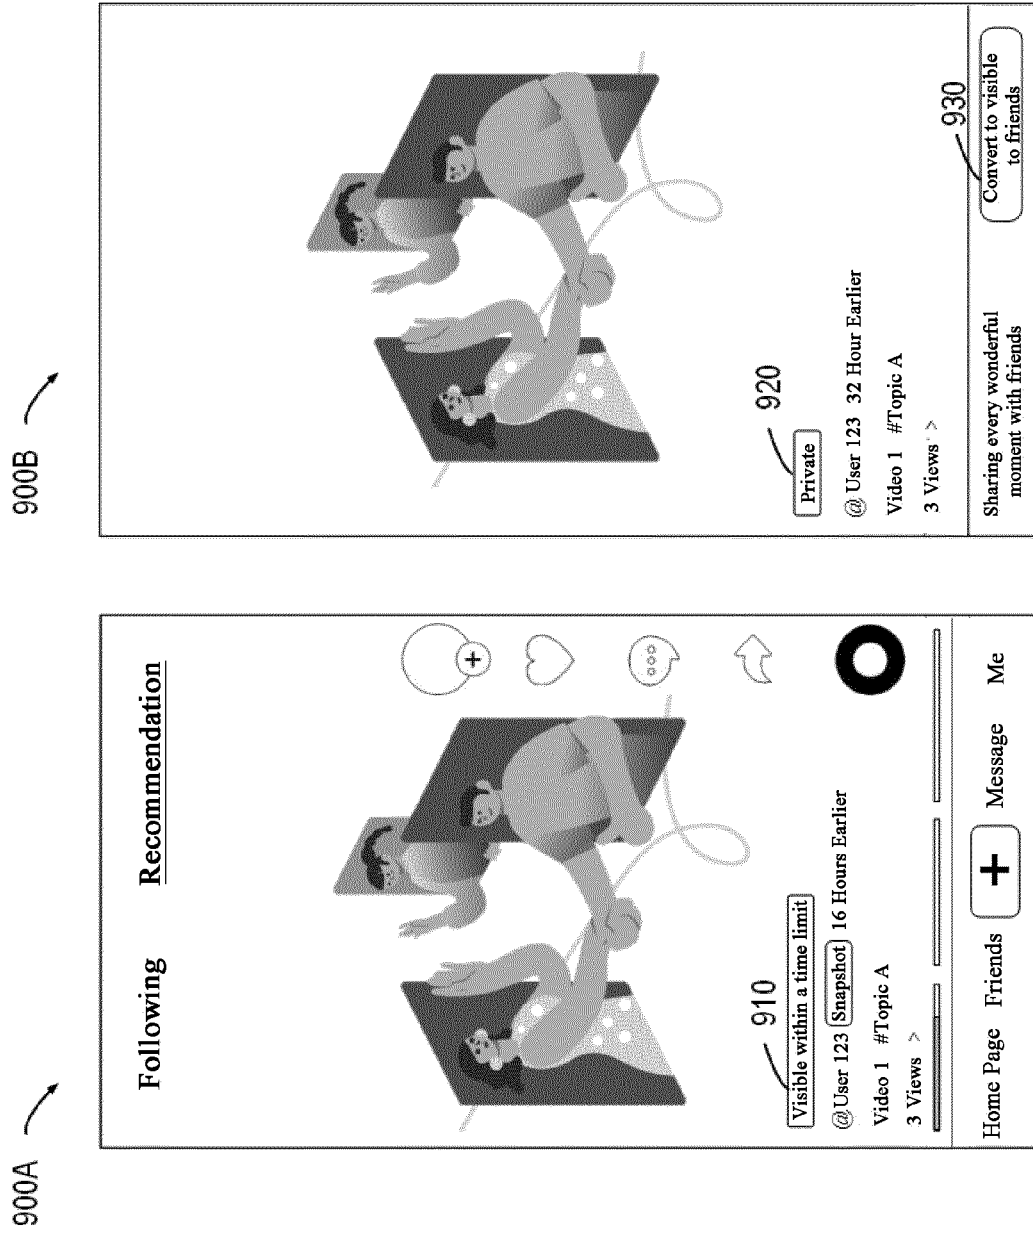 900A
Following Recommendation
910
Visible within a time limit
@ User 123 Snapshot 16 Hours Earlier
Video 1 #Topic A
3 Views >
Home Page Friends + Message Me
900B
920
Private
@ User 123 32 Hour Earlier
Video 1 #Topic A
3 Views >
930
Sharing every wonderful
moment with friends
Convert to visible
to friends